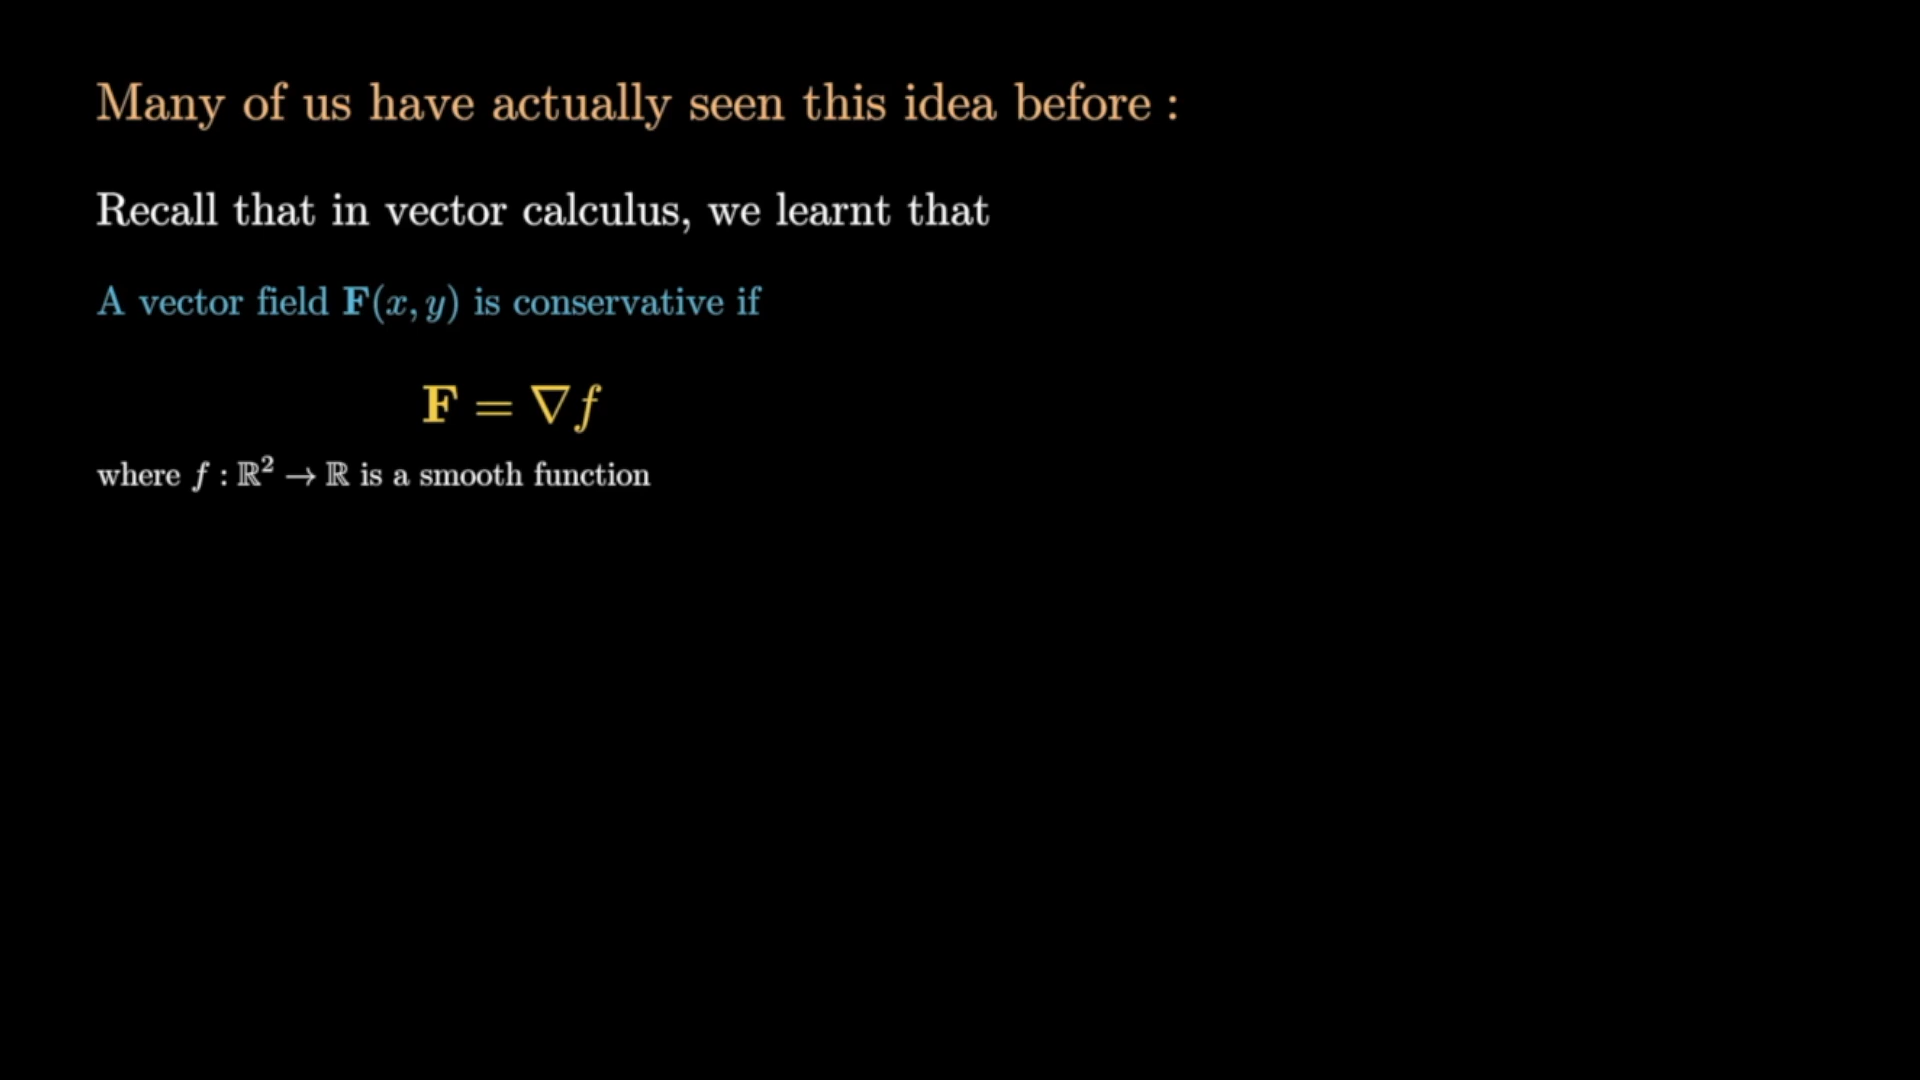 Many of us have actually seen this idea before :
Recall that in vector calculus, we learnt that
A vector field F(x, y) is conservative if
F = ∇f
where f : ℝ² → ℝ is a smooth function